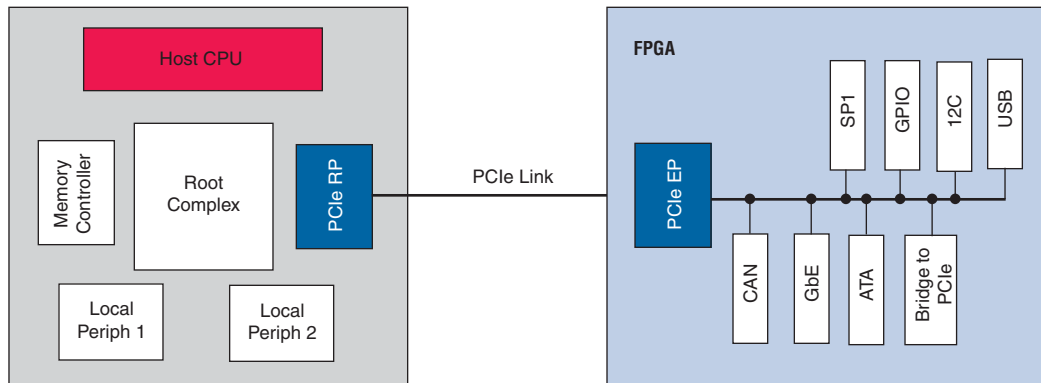 Host CPU
Memory
Controller
Root
Complex
PCIe RP
Local
Periph 1
Local
Periph 2
PCIe Link
FPGA
PCIe EP
SP1
GPIO
12C
USB
CAN
GbE
ATA
Bridge to
PCIe